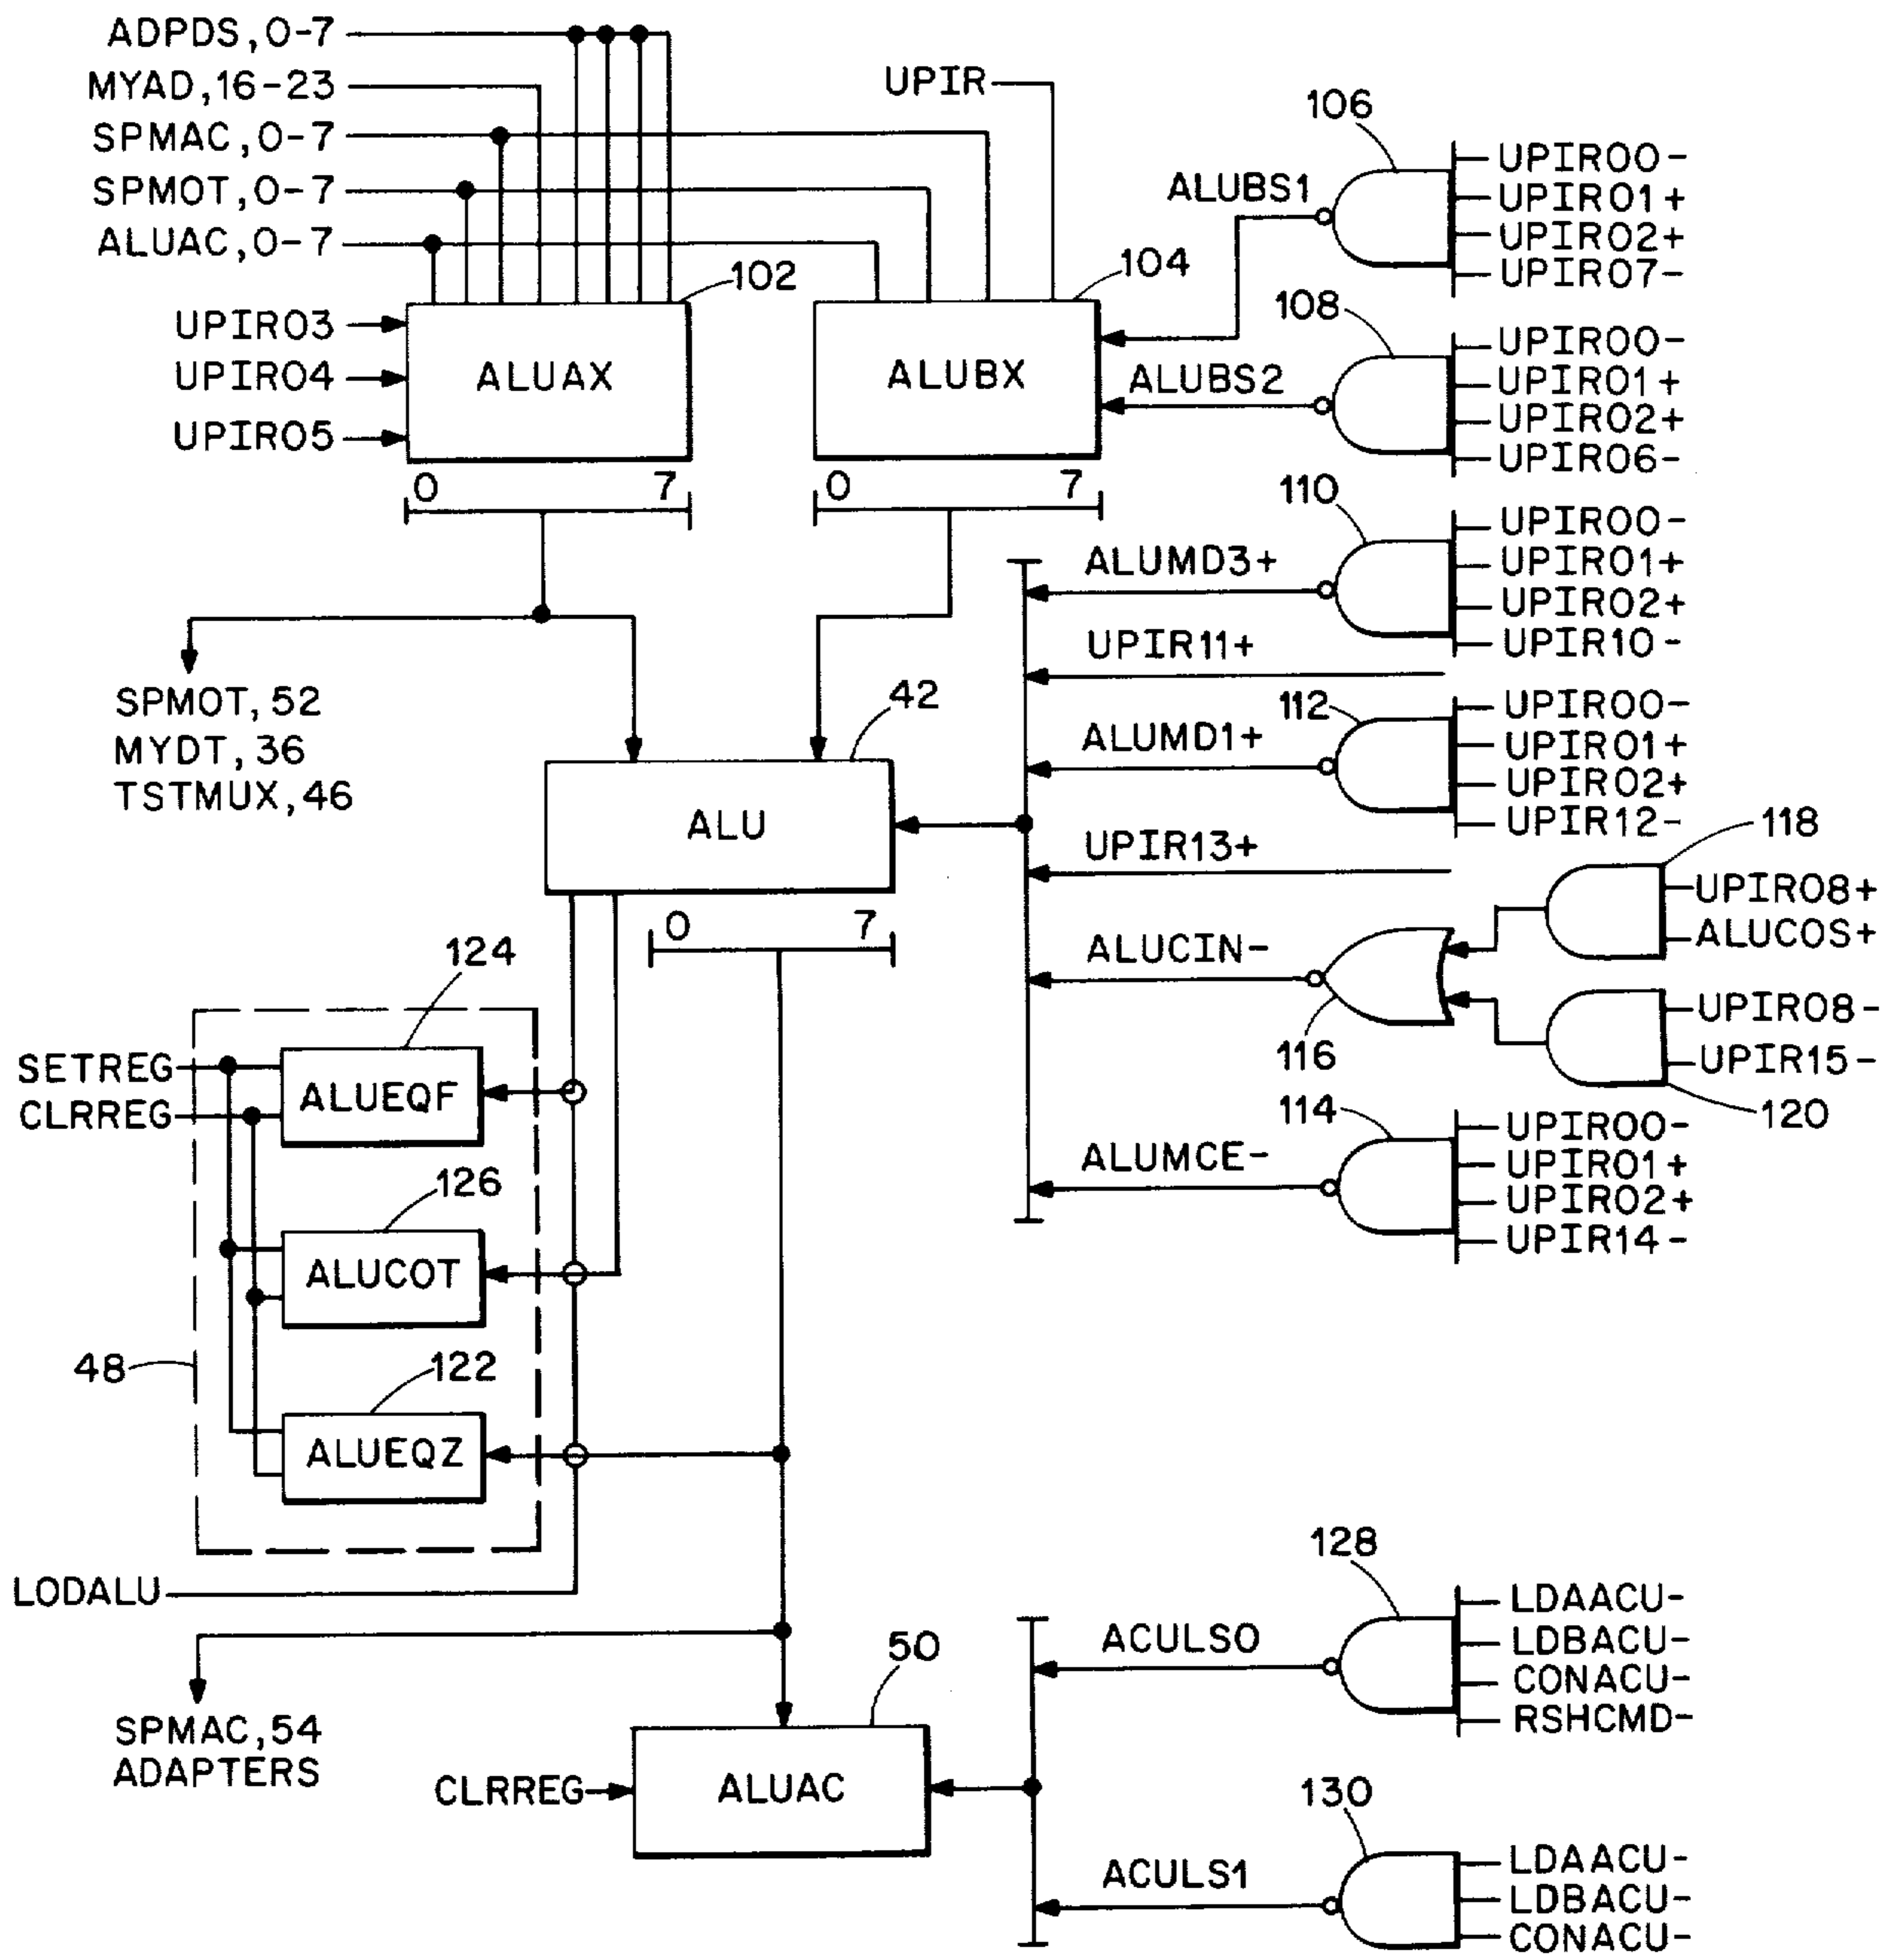 ADPDS,0-7
MYAD,16-23
SPMAC,0-7
SPMOT,0-7
ALUAC,0-7
UPIR
UPIR03
UPIR04
UPIR05
ALUAX
102
ALUBX
104
ALUBS1
ALUBS2
106
UPIR00-
UPIR01+
UPIR02+
UPIR07-
108
UPIR00-
UPIR01+
UPIR02+
UPIR06-
0 7
0 7
110
UPIR00-
UPIR01+
UPIR02+
UPIR10-
ALUMD3+
UPIR11+
SPMOT,52
MYDT,36
TSTMUX,46
42
ALU
112
ALUMD1+
UPIR00-
UPIR01+
UPIR02+
UPIR12-
UPIR13+
118
UPIR08+
ALUCOS+
ALUCIN-
116
UPIR08-
UPIR15-
120
0 7
124
SETREG
CLRREG
ALUEQF
126
ALUCOT
48
122
ALUEQZ
114
ALUMCE-
UPIR00-
UPIR01+
UPIR02+
UPIR14-
LODALU
SPMAC,54
ADAPTERS
50
CLRREG
ALUAC
128
ACULS0
LDAACU-
LDBACU-
CONACU-
RSHCMD-
130
ACULS1
LDAACU-
LDBACU-
CONACU-